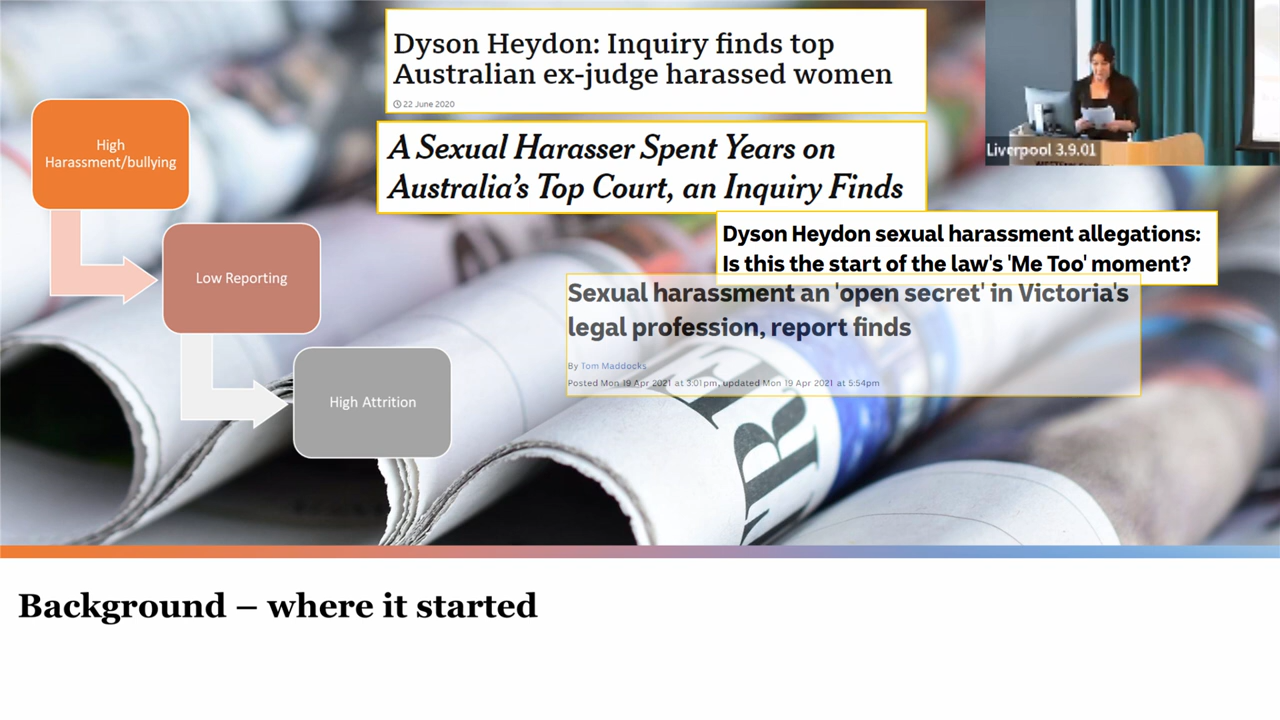 Dyson Heydon: Inquiry finds top
Australian ex-judge harassed women
22 June 2020
A Sexual Harasser Spent Years on
Australia's Top Court, an Inquiry Finds
Dyson Heydon sexual harassment allegations:
Is this the start of the law's 'Me Too' moment?
Sexual harassment an 'open secret' in Victoria's
legal profession, report finds
By Tom Maddocks
Posted Mon 19 Apr 2021 at 3:01pm, updated Mon 19 Apr 2021 at 5:54pm
High
Harassment/bullying
Low Reporting
High Attrition
Liverpool 3.9.01
Background – where it started